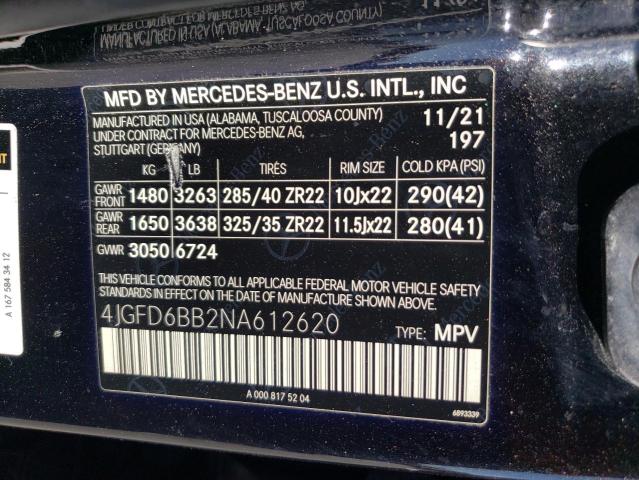 MFD BY MERCEDES-BENZ U.S. INTL., INC
MANUFACTURED IN USA (ALABAMA, TUSCALOOSA COUNTY) 11/21
UNDER CONTRACT FOR MERCEDES-BENZ AG, 197
STUTTGART (GERMANY)
KG LB TIRES RIM SIZE COLD KPA (PSI)
GAWR FRONT 1480 3263 285/40 ZR22 10Jx22 290(42)
GAWR REAR 1650 3638 325/35 ZR22 11.5Jx22 280(41)
GVWR 3050 6724
THIS VEHICLE CONFORMS TO ALL APPLICABLE FEDERAL MOTOR VEHICLE SAFETY
STANDARDS IN EFFECT ON THE DATE OF MANUFACTURE SHOWN ABOVE.
4JGFD6BB2NA612620 TYPE: MPV
A 000 817 52 04
6893339
A 167 584 34 12